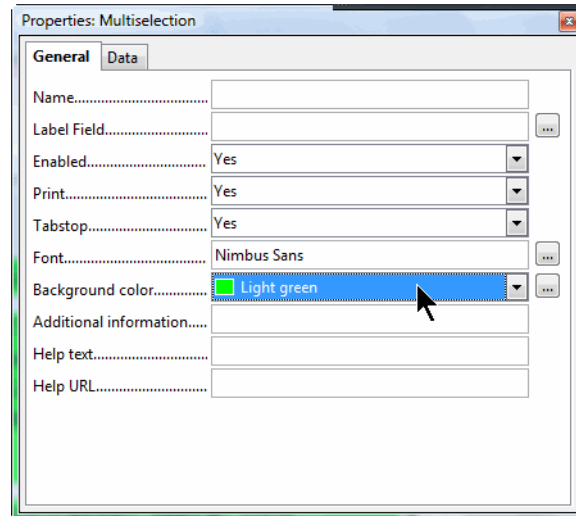 Properties: Multiselection
General Data
Name..................................
Label Field..........................
Enabled.............................. Yes
Print.................................... Yes
Tabstop.............................. Yes
Font.................................... Nimbus Sans
Background color............. Light green
Additional information.....
Help text.............................
Help URL............................